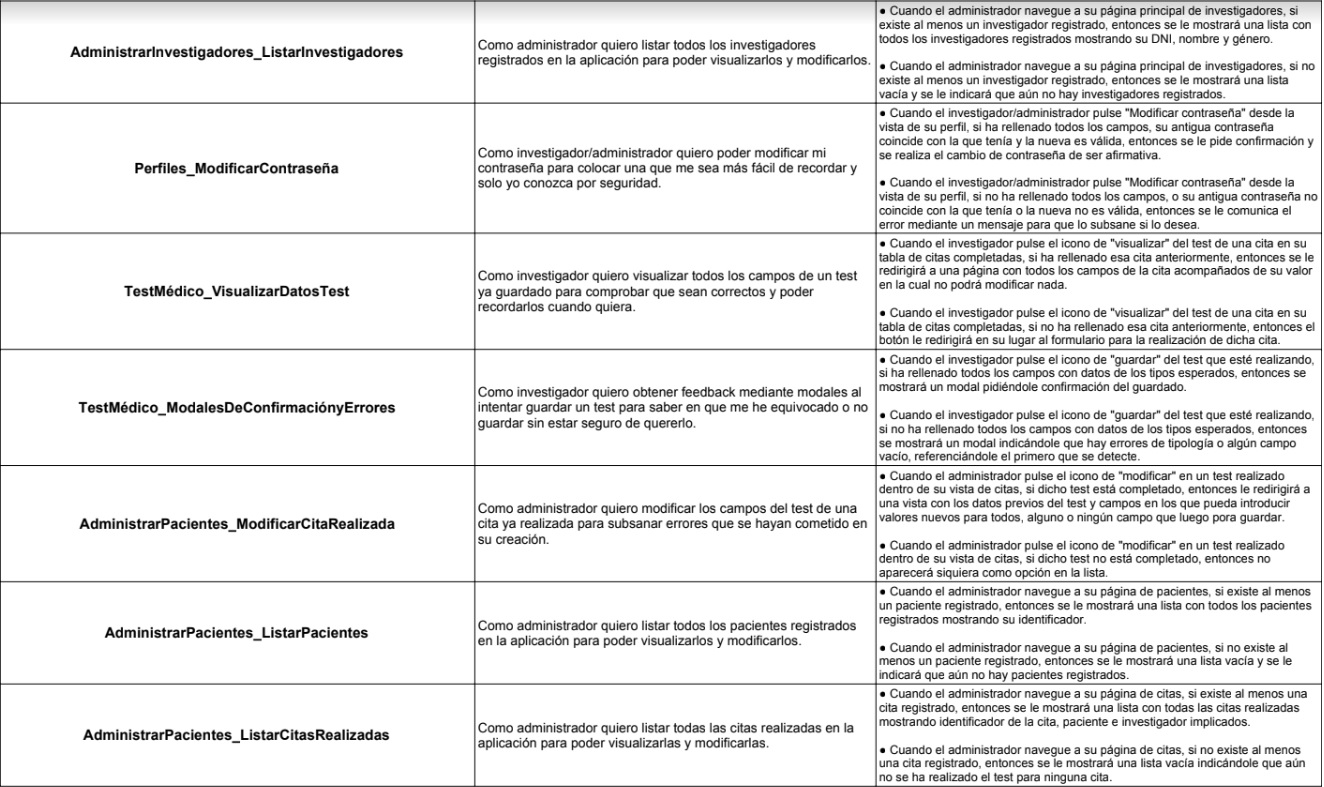 AdministrarInvestigadores_ListarInvestigadores
Como administrador quiero listar todos los investigadores
registrados en la aplicación para poder visualizarlos y modificarlos.
● Cuando el administrador navegue a su página principal de investigadores, si
existe al menos un investigador registrado, entonces se le mostrará una lista con
todos los investigadores registrados mostrando su DNI, nombre y género.
● Cuando el administrador navegue a su página principal de investigadores, si no
existe al menos un investigador registrado, entonces se le mostrará una lista
vacía y se le indicará que aún no hay investigadores registrados.
Perfiles_ModificarContraseña
Como investigador/administrador quiero poder modificar mi
contraseña para colocar una que me sea más fácil de recordar y
solo yo conozca por seguridad.
● Cuando el investigador/administrador pulse "Modificar contraseña" desde la
vista de su perfil, si ha rellenado todos los campos, su antigua contraseña
coincide con la que tenía y la nueva es válida, entonces se le pide confirmación y
se realiza el cambio de contraseña de ser afirmativa.
● Cuando el investigador/administrador pulse "Modificar contraseña" desde la
vista de su perfil, si no ha rellenado todos los campos, o su antigua contraseña no
coincide con la que tenía o la nueva no es válida, entonces se le comunica el
error mediante un mensaje para que lo subsane si lo desea.
TestMédico_VisualizarDatosTest
Como investigador quiero visualizar todos los campos de un test
ya guardado para comprobar que sean correctos y poder
recordarlos cuando quiera.
● Cuando el investigador pulse el icono de "visualizar" del test de una cita en su
tabla de citas completadas, si ha rellenado esa cita anteriormente, entonces se le
redirigirá a una página con todos los campos de la cita acompañados de su valor
en la cual no podrá modificar nada.
● Cuando el investigador pulse el icono de "visualizar" del test de una cita en su
tabla de citas completadas, si no ha rellenado esa cita anteriormente, entonces el
botón le redirigirá en su lugar al formulario para la realización de dicha cita.
TestMédico_ModalesDeConfirmaciónyErrores
Como investigador quiero obtener feedback mediante modales al
intentar guardar un test para saber en que me he equivocado o no
guardar sin estar seguro de quererlo.
● Cuando el investigador pulse el icono de "guardar" del test que esté realizando,
si ha rellenado todos los campos con datos de los tipos esperados, entonces se
mostrará un modal pidiéndole confirmación del guardado.
● Cuando el investigador pulse el icono de "guardar" del test que esté realizando,
si no ha rellenado todos los campos con datos de los tipos esperados, entonces
se mostrará un modal indicándole que hay errores de tipología o algún campo
vacío, referenciándole el primero que se detecte.
AdministrarPacientes_ModificarCitaRealizada
Como administrador quiero modificar los campos del test de una
cita ya realizada para subsanar errores que se hayan cometido en
su creación.
● Cuando el administrador pulse el icono de "modificar" en un test realizado
dentro de su vista de citas, si dicho test está completado, entonces le redirigirá a
una vista con los datos previos del test y campos en los que pueda introducir
valores nuevos para todos, alguno o ningún campo que luego pora guardar.
● Cuando el administrador pulse el icono de "modificar" en un test realizado
dentro de su vista de citas, si dicho test no está completado, entonces no
aparecerá siquiera como opción en la lista.
AdministrarPacientes_ListarPacientes
Como administrador quiero listar todos los pacientes registrados
en la aplicación para poder visualizarlos y modificarlos.
● Cuando el administrador navegue a su página de pacientes, si existe al menos
un paciente registrado, entonces se le mostrará una lista con todos los pacientes
registrados mostrando su identificador.
● Cuando el administrador navegue a su página de pacientes, si no existe al
menos un paciente registrado, entonces se le mostrará una lista vacía y se le
indicará que aún no hay pacientes registrados.
AdministrarPacientes_ListarCitasRealizadas
Como administrador quiero listar todas las citas realizadas en la
aplicación para poder visualizarlas y modificarlas.
● Cuando el administrador navegue a su página de citas, si existe al menos una
cita registrado, entonces se le mostrará una lista con todas las citas realizadas
mostrando identificador de la cita, paciente e investigador implicados.
● Cuando el administrador navegue a su página de citas, si no existe al menos
una cita registrado, entonces se le mostrará una lista vacía indicándole que aún
no se ha realizado el test para ninguna cita.